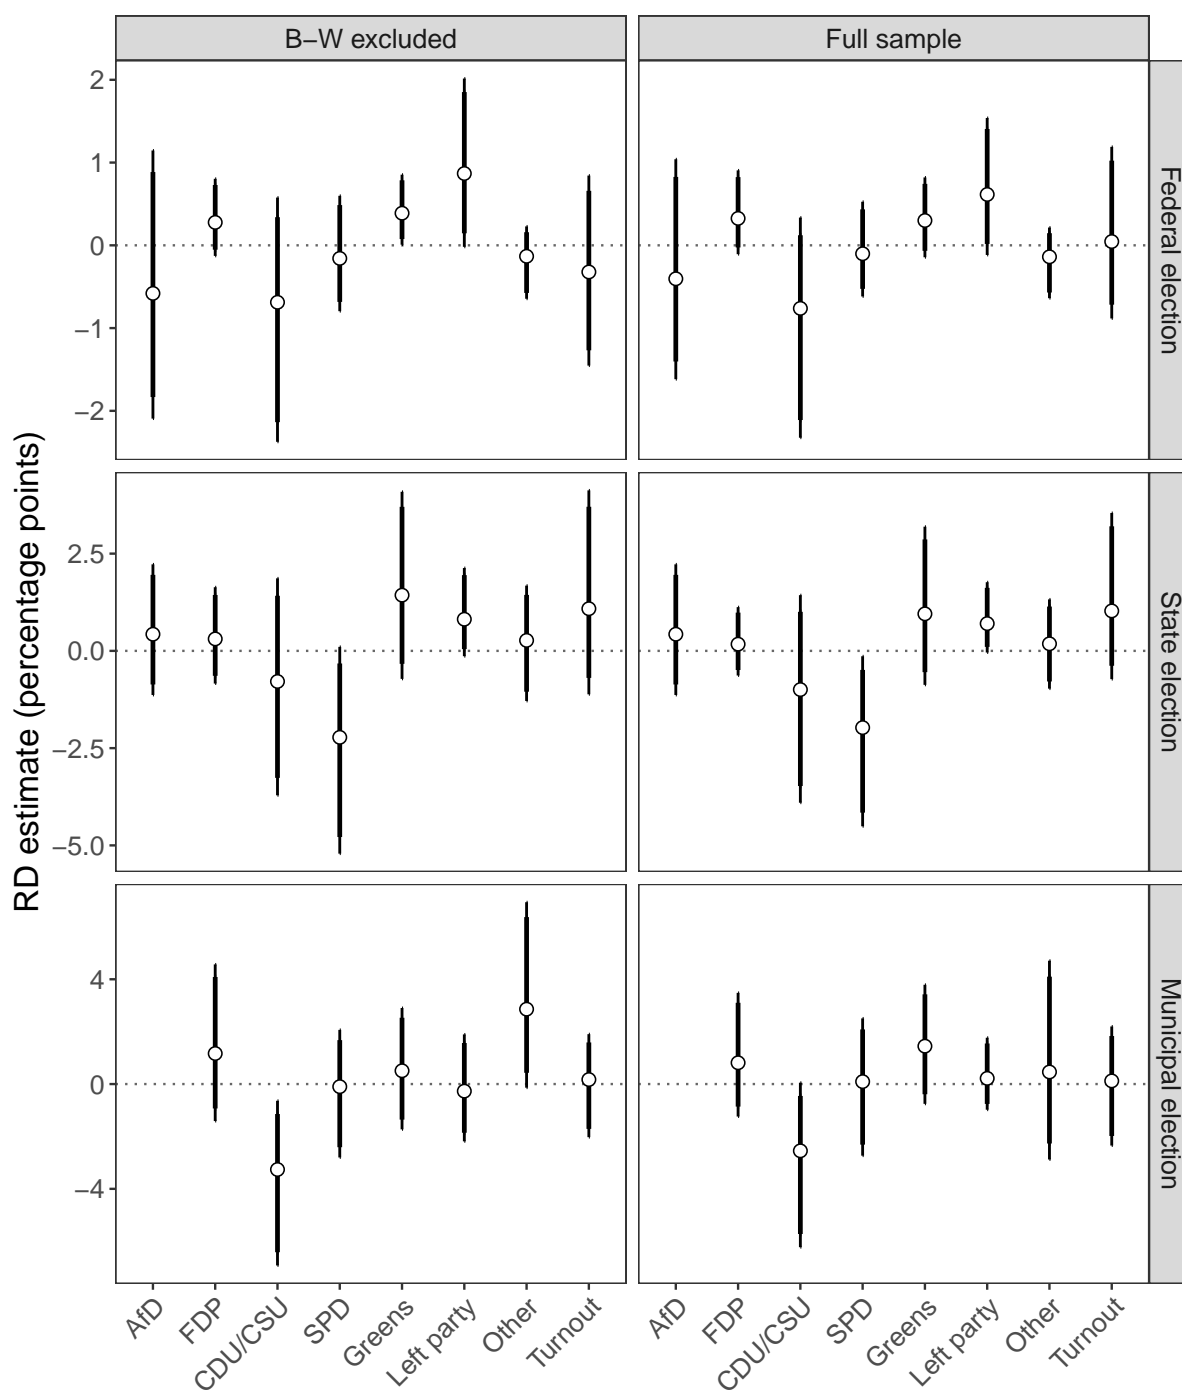 B−W excluded
Full sample
RD estimate (percentage points)
2
1
0
−1
−2
Federal election
2.5
0.0
−2.5
−5.0
State election
4
0
−4
Municipal election
AfD
FDP
CDU/CSU
SPD
Greens
Left party
Other
Turnout
AfD
FDP
CDU/CSU
SPD
Greens
Left party
Other
Turnout